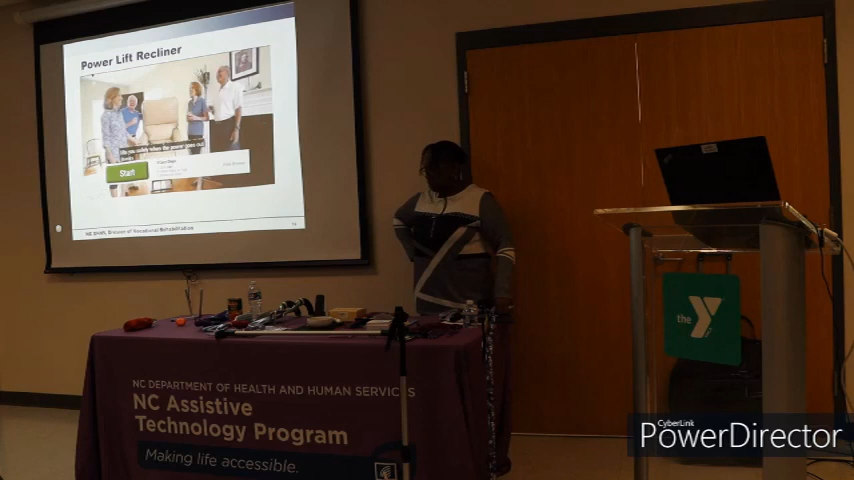 Power Lift Recliner
Start
NC DHHS, Division of Vocational Rehabilitation
the Y
NC DEPARTMENT OF HEALTH AND HUMAN SERVICES
NC Assistive
Technology Program
Making life accessible.
CyberLink
PowerDirector